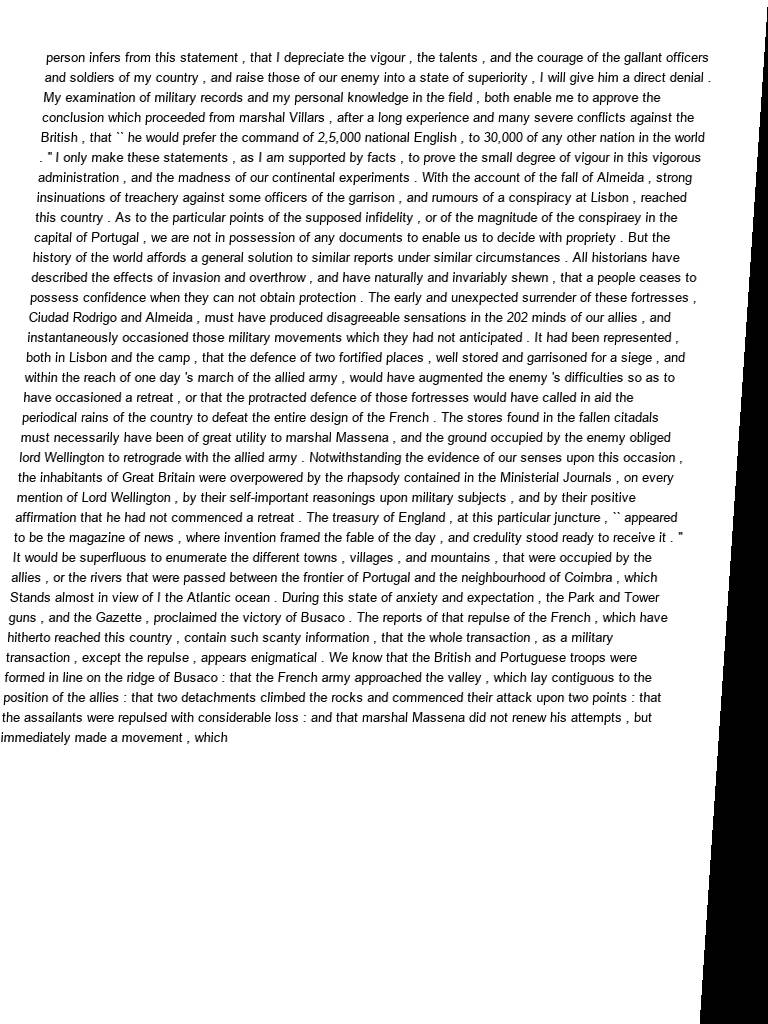 person infers from this statement , that I depreciate the vigour , the talents , and the courage of the gallant officers
and soldiers of my country , and raise those of our enemy into a state of superiority , I will give him a direct denial .
My examination of military records and my personal knowledge in the field , both enable me to approve the
conclusion which proceeded from marshal Villars , after a long experience and many severe conflicts against the
British , that `` he would prefer the command of 2,5,000 national English , to 30,000 of any other nation in the world
. " I only make these statements , as I am supported by facts , to prove the small degree of vigour in this vigorous
administration , and the madness of our continental experiments . With the account of the fall of Almeida , strong
insinuations of treachery against some officers of the garrison , and rumours of a conspiracy at Lisbon , reached
this country . As to the particular points of the supposed infidelity , or of the magnitude of the conspiraey in the
capital of Portugal , we are not in possession of any documents to enable us to decide with propriety . But the
history of the world affords a general solution to similar reports under similar circumstances . All historians have
described the effects of invasion and overthrow , and have naturally and invariably shewn , that a people ceases to
possess confidence when they can not obtain protection . The early and unexpected surrender of these fortresses ,
Ciudad Rodrigo and Almeida , must have produced disagreeable sensations in the 202 minds of our allies , and
instantaneously occasioned those military movements which they had not anticipated . It had been represented ,
both in Lisbon and the camp , that the defence of two fortified places , well stored and garrisoned for a siege , and
within the reach of one day 's march of the allied army , would have augmented the enemy 's difficulties so as to
have occasioned a retreat , or that the protracted defence of those fortresses would have called in aid the
periodical rains of the country to defeat the entire design of the French . The stores found in the fallen citadals
must necessarily have been of great utility to marshal Massena , and the ground occupied by the enemy obliged
lord Wellington to retrograde with the allied army . Notwithstanding the evidence of our senses upon this occasion ,
the inhabitants of Great Britain were overpowered by the rhapsody contained in the Ministerial Journals , on every
mention of Lord Wellington , by their self-important reasonings upon military subjects , and by their positive
affirmation that he had not commenced a retreat . The treasury of England , at this particular juncture , `` appeared
to be the magazine of news , where invention framed the fable of the day , and credulity stood ready to receive it . "
It would be superfluous to enumerate the different towns , villages , and mountains , that were occupied by the
allies , or the rivers that were passed between the frontier of Portugal and the neighbourhood of Coimbra , which
Stands almost in view of I the Atlantic ocean . During this state of anxiety and expectation , the Park and Tower
guns , and the Gazette , proclaimed the victory of Busaco . The reports of that repulse of the French , which have
hitherto reached this country , contain such scanty information , that the whole transaction , as a military
transaction , except the repulse , appears enigmatical . We know that the British and Portuguese troops were
formed in line on the ridge of Busaco : that the French army approached the valley , which lay contiguous to the
position of the allies : that two detachments climbed the rocks and commenced their attack upon two points : that
the assailants were repulsed with considerable loss : and that marshal Massena did not renew his attempts , but
immediately made a movement , which